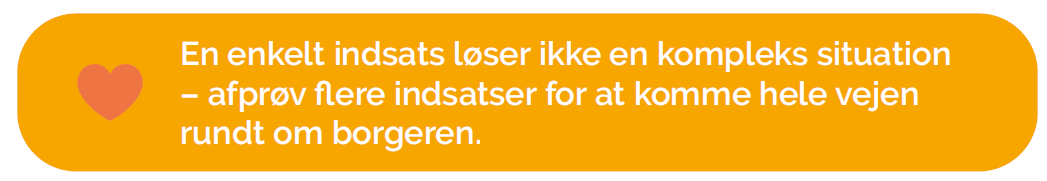 En enkelt indsats løser ikke en kompleks situation
– afprøv flere indsatser for at komme hele vejen
rundt om borgeren.